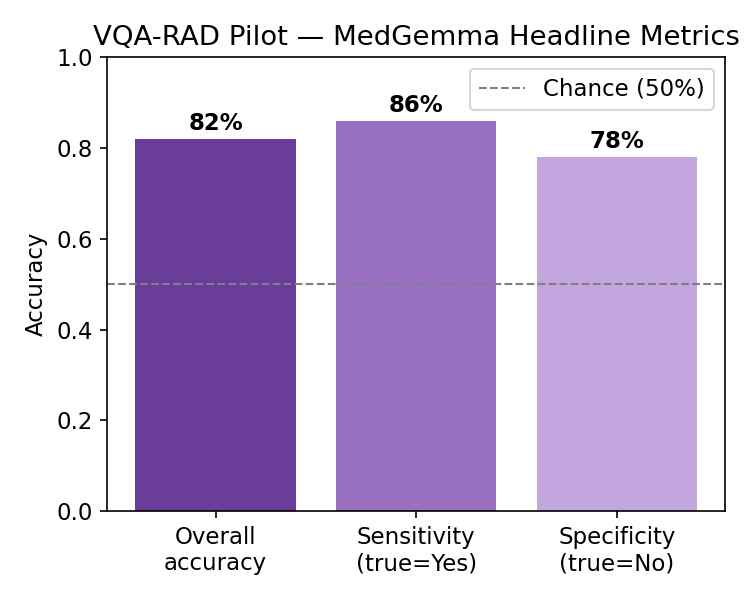 VQA-RAD Pilot — MedGemma Headline Metrics
1.0
0.8
0.6
0.4
0.2
0.0
Accuracy
Chance (50%)
82%
86%
78%
Overall
accuracy
Sensitivity
(true=Yes)
Specificity
(true=No)